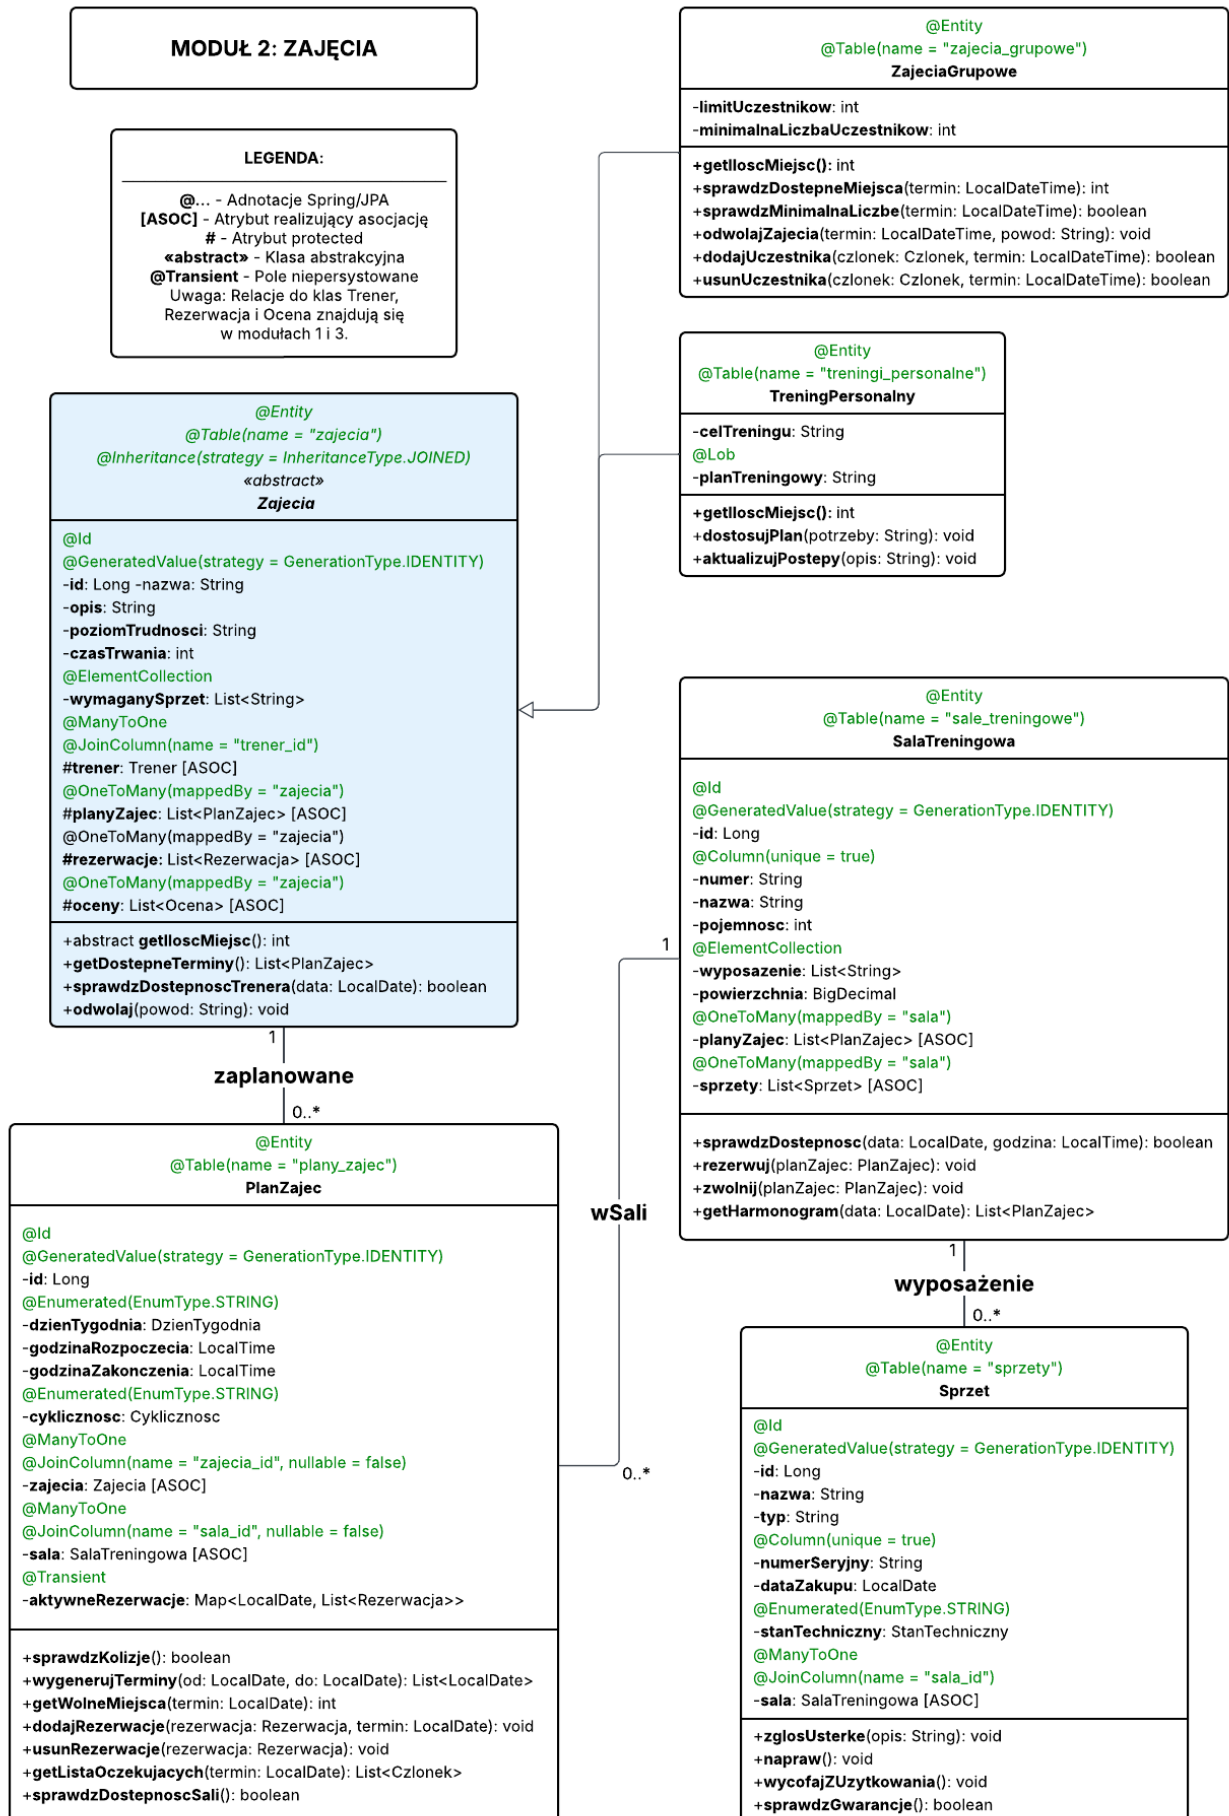 MODUŁ 2: ZAJĘCIA
LEGENDA:
@... - Adnotacje Spring/JPA
[ASOC] - Atrybut realizujący asocjację
# - Atrybut protected
«abstract» - Klasa abstrakcyjna
@Transient - Pole niepersystowane
Uwaga: Relacje do klas Trener,
Rezerwacja i Ocena znajdują się
w modułach 1 i 3.
@Entity
@Table(name = "zajecia_grupowe")
ZajeciaGrupowe
-limitUczestnikow: int
-minimalnaLiczbaUczestnikow: int
+getIloscMiejsc(): int
+sprawdzDostepneMiejsca(termin: LocalDateTime): int
+sprawdzMinimalnaLiczbe(termin: LocalDateTime): boolean
+odwolajZajecia(termin: LocalDateTime, powod: String): void
+dodajUczestnika(czlonek: Czlonek, termin: LocalDateTime): boolean
+usunUczestnika(czlonek: Czlonek, termin: LocalDateTime): boolean
@Entity
@Table(name = "treningi_personalne")
TreningPersonalny
-celTreningu: String
@Lob
-planTreningowy: String
+getIloscMiejsc(): int
+dostosujPlan(potrzeby: String): void
+aktualizujPostepy(opis: String): void
@Entity
@Table(name = "zajecia")
@Inheritance(strategy = InheritanceType.JOINED)
«abstract»
Zajecia
@Id
@GeneratedValue(strategy = GenerationType.IDENTITY)
-id: Long -nazwa: String
-opis: String
-poziomTrudnosci: String
-czasTrwania: int
@ElementCollection
-wymaganySprzet: List<String>
@ManyToOne
@JoinColumn(name = "trener_id")
#trener: Trener [ASOC]
@OneToMany(mappedBy = "zajecia")
#planyZajec: List<PlanZajec> [ASOC]
@OneToMany(mappedBy = "zajecia")
#rezerwacje: List<Rezerwacja> [ASOC]
@OneToMany(mappedBy = "zajecia")
#oceny: List<Ocena> [ASOC]
+abstract getIloscMiejsc(): int
+getDostepneTerminy(): List<PlanZajec>
+sprawdzDostepnoscTrenera(data: LocalDate): boolean
+odwolaj(powod: String): void
1
zaplanowane
0..*
@Entity
@Table(name = "sale_treningowe")
SalaTreningowa
@Id
@GeneratedValue(strategy = GenerationType.IDENTITY)
-id: Long
@Column(unique = true)
-numer: String
-nazwa: String
-pojemnosc: int
@ElementCollection
-wyposazenie: List<String>
-powierzchnia: BigDecimal
@OneToMany(mappedBy = "sala")
-planyZajec: List<PlanZajec> [ASOC]
@OneToMany(mappedBy = "sala")
-sprzety: List<Sprzet> [ASOC]
+sprawdzDostepnosc(data: LocalDate, godzina: LocalTime): boolean
+rezerwuj(planZajec: PlanZajec): void
+zwolnij(planZajec: PlanZajec): void
+getHarmonogram(data: LocalDate): List<PlanZajec>
1
wSali
0..*
1
wyposażenie
0..*
@Entity
@Table(name = "plany_zajec")
PlanZajec
@Id
@GeneratedValue(strategy = GenerationType.IDENTITY)
-id: Long
@Enumerated(EnumType.STRING)
-dzienTygodnia: DzienTygodnia
-godzinaRozpoczecia: LocalTime
-godzinaZakonczenia: LocalTime
@Enumerated(EnumType.STRING)
-cyklicznosc: Cyklicznosc
@ManyToOne
@JoinColumn(name = "zajecia_id", nullable = false)
-zajecia: Zajecia [ASOC]
@ManyToOne
@JoinColumn(name = "sala_id", nullable = false)
-sala: SalaTreningowa [ASOC]
@Transient
-aktywneRezerwacje: Map<LocalDate, List<Rezerwacja>>
+sprawdzKolizje(): boolean
+wygenerujTerminy(od: LocalDate, do: LocalDate): List<LocalDate>
+getWolneMiejsca(termin: LocalDate): int
+dodajRezerwacje(rezerwacja: Rezerwacja, termin: LocalDate): void
+usunRezerwacje(rezerwacja: Rezerwacja): void
+getListaOczekujacych(termin: LocalDate): List<Czlonek>
+sprawdzDostepnoscSali(): boolean
@Entity
@Table(name = "sprzety")
Sprzet
@Id
@GeneratedValue(strategy = GenerationType.IDENTITY)
-id: Long
-nazwa: String
-typ: String
@Column(unique = true)
-numerSeryjny: String
-dataZakupu: LocalDate
@Enumerated(EnumType.STRING)
-stanTechniczny: StanTechniczny
@ManyToOne
@JoinColumn(name = "sala_id")
-sala: SalaTreningowa [ASOC]
+zglosUsterke(opis: String): void
+napraw(): void
+wycofajZUzytkowania(): void
+sprawdzGwarancje(): boolean